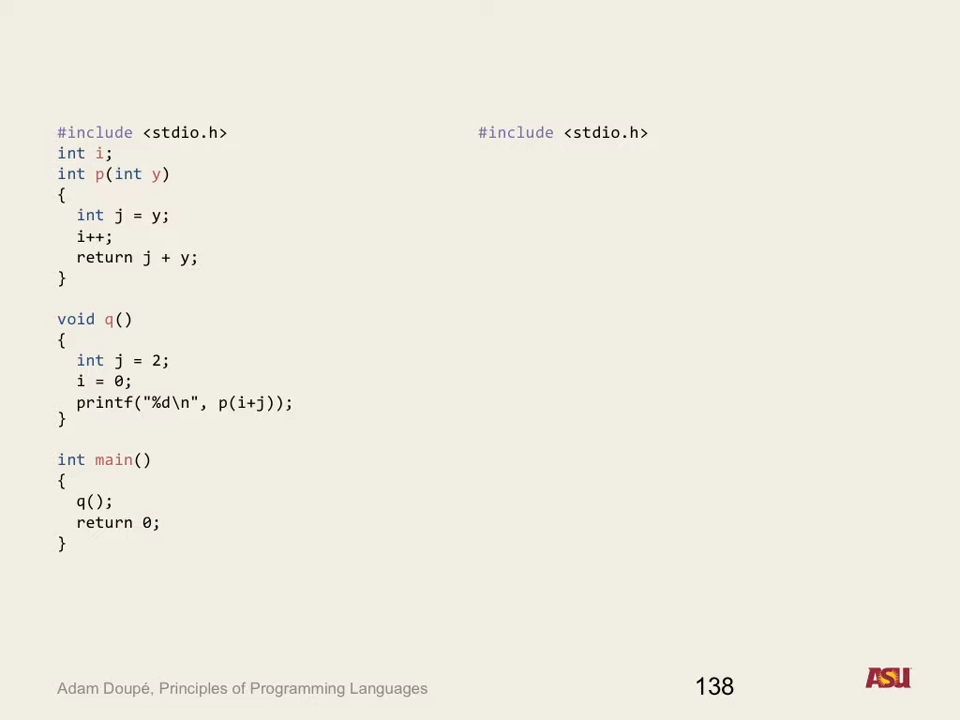 #include <stdio.h>
int i;
int p(int y)
{
  int j = y;
  i++;
  return j + y;
}
void q()
{
  int j = 2;
  i = 0;
  printf("%d\n", p(i+j));
}
int main()
{
  q();
  return 0;
}
#include <stdio.h>
Adam Doupé, Principles of Programming Languages
138
ASU